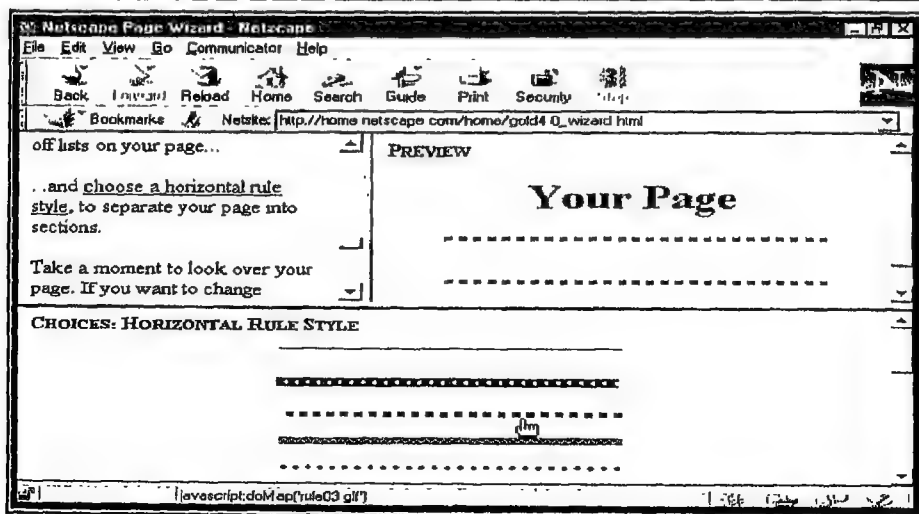 Netscape Page Wizard - Netscape
File Edit View Go Communicator Help
Back Forward Reload Home Search Guide Print Security Stop
Bookmarks Netsite: http://home netscape com/home/gold4 0_wizard html
off lists on your page...
. .and choose a horizontal rule
style, to separate your page into
sections.
Take a moment to look over your
page. If you want to change
PREVIEW
Your Page
CHOICES: HORIZONTAL RULE STYLE
javascript:doMap('rule03 gif')